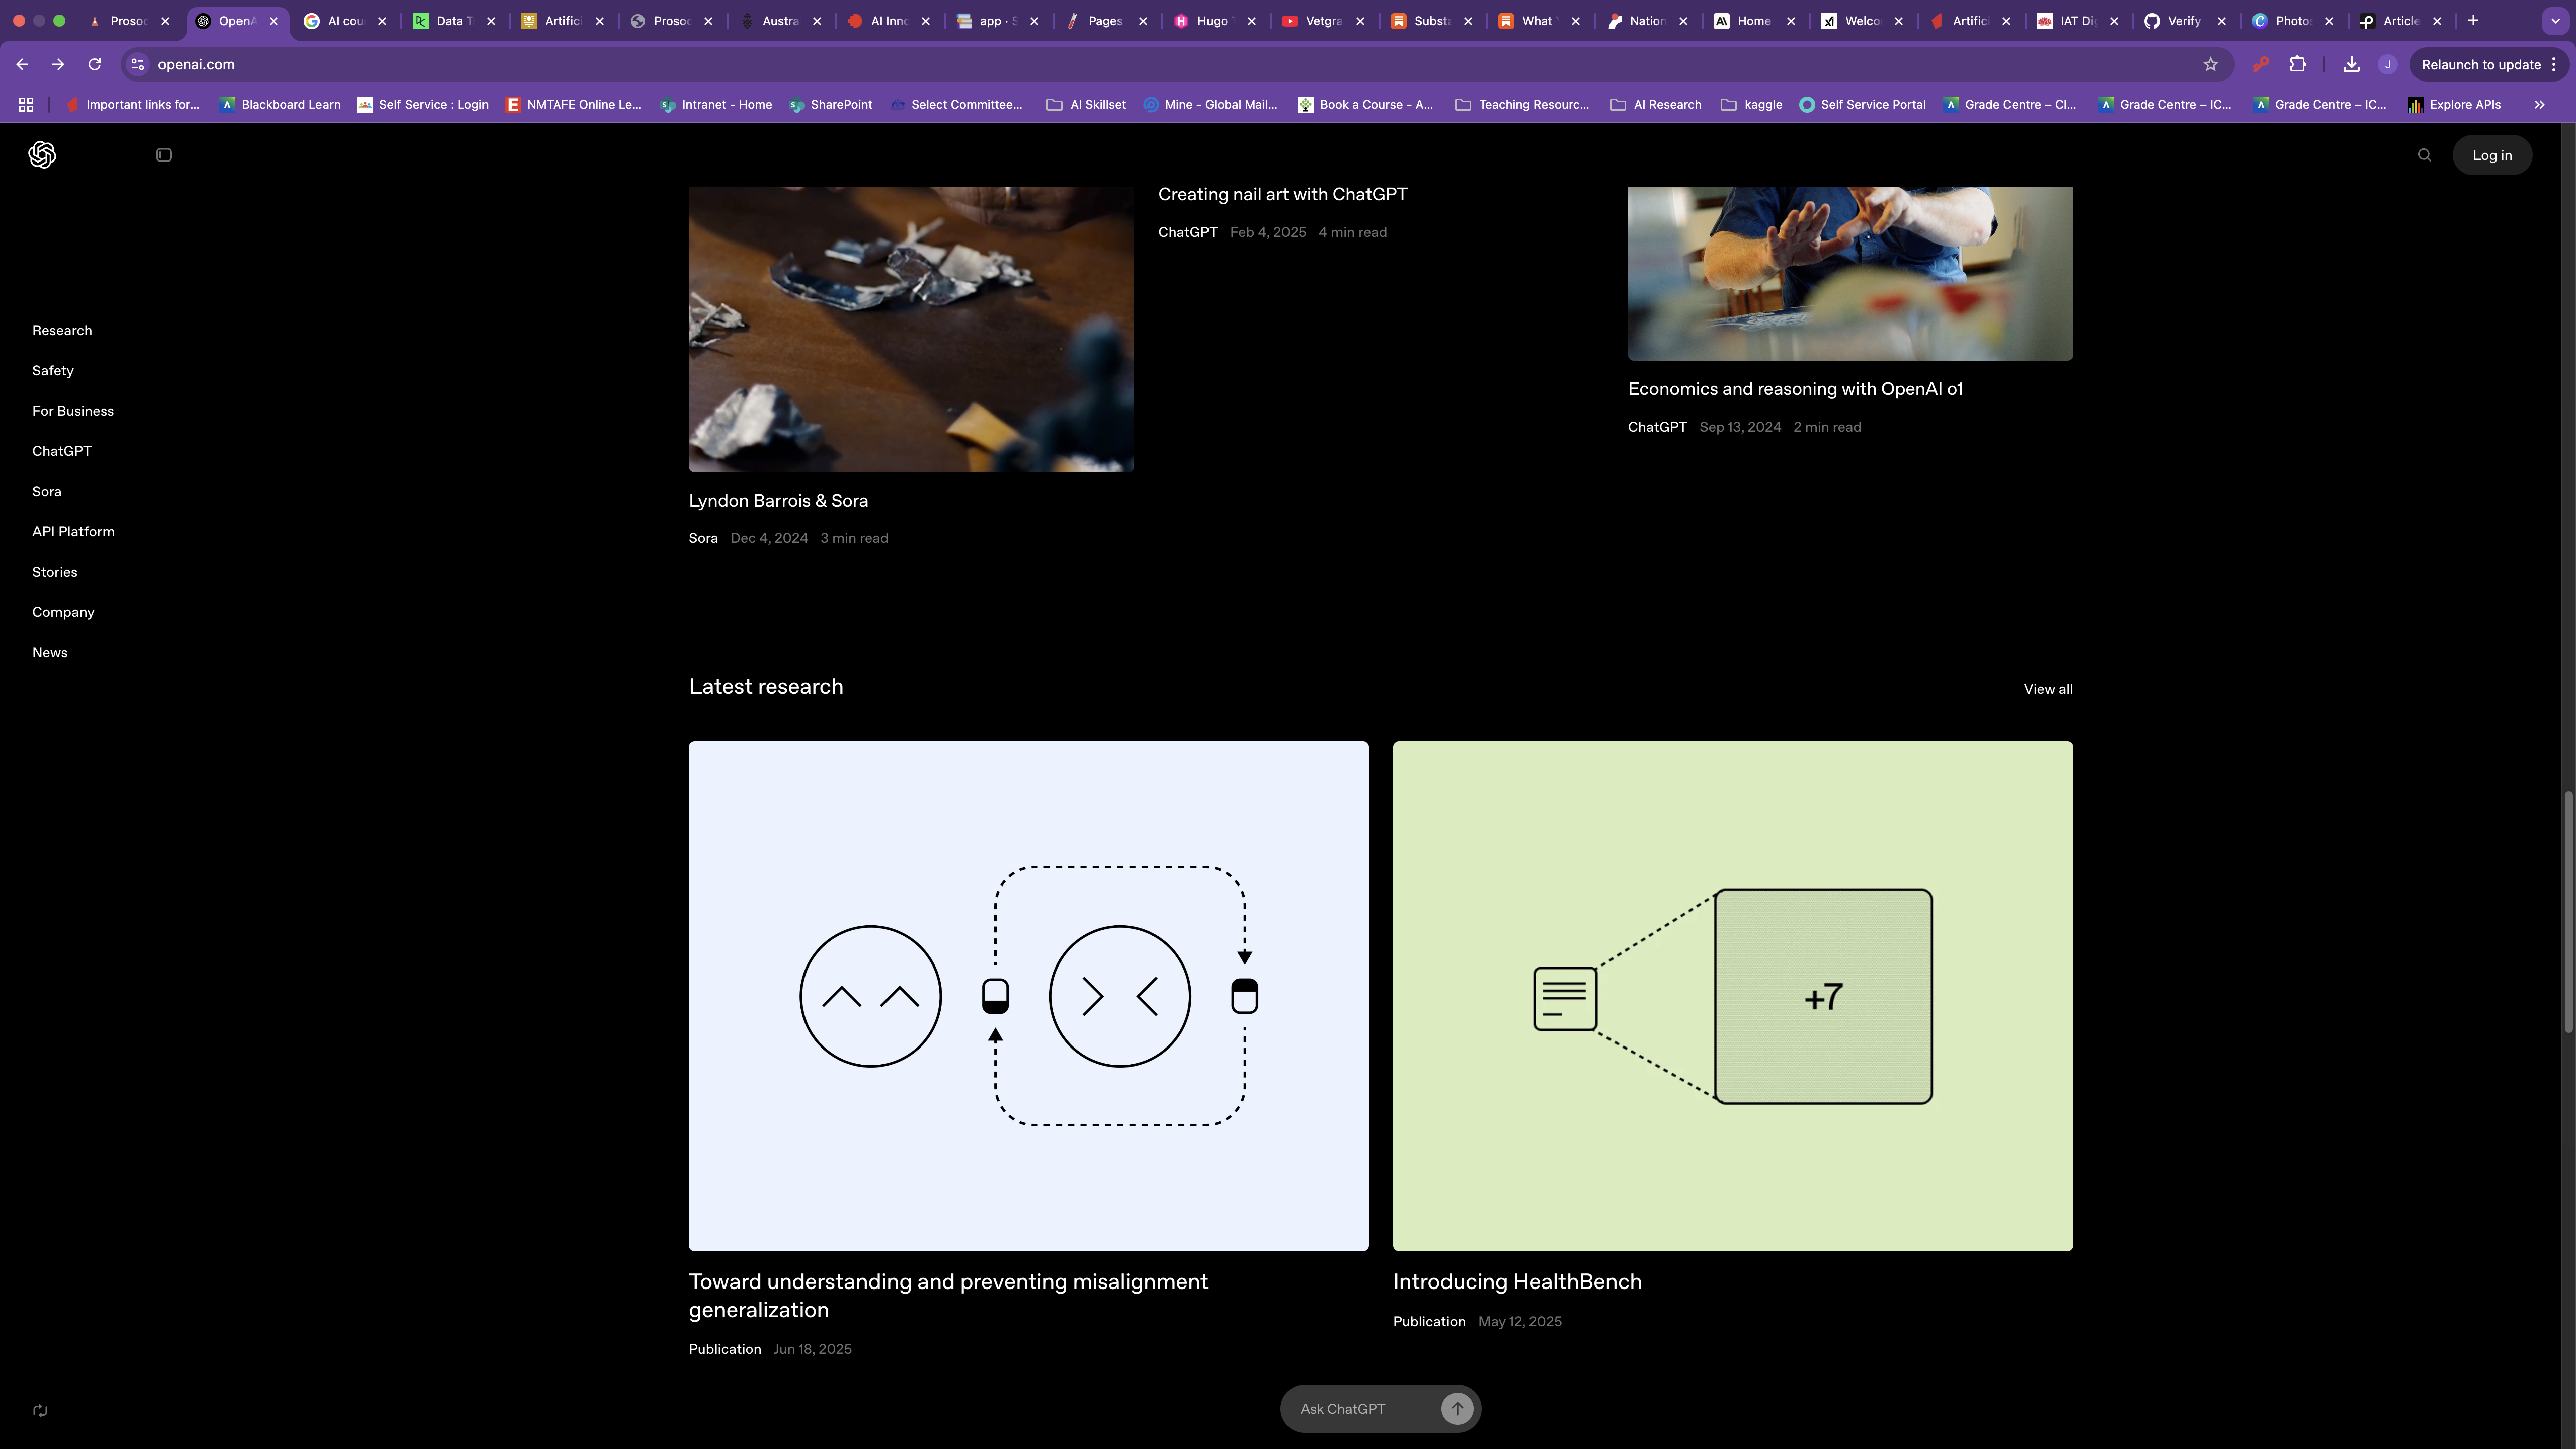 Prosoc
OpenA
AI cour
Data T
Artifici
Prosoc
Austra
AI Inno
app · S
Pages
Hugo
Vetgra
Substa
What
Nation
Home
Welco
Artifici
IAT Dig
Verify
Photos
Article
openai.com
J
Relaunch to update
Important links for...
Blackboard Learn
Self Service : Login
NMTAFE Online Le...
Intranet - Home
SharePoint
Select Committee...
AI Skillset
Mine - Global Mail...
Book a Course - A...
Teaching Resourc...
AI Research
kaggle
Self Service Portal
Grade Centre – Cl...
Grade Centre – IC...
Grade Centre – IC...
Explore APIs
Log in
Research
Safety
For Business
ChatGPT
Sora
API Platform
Stories
Company
News
Creating nail art with ChatGPT
ChatGPT Feb 4, 2025 4 min read
Economics and reasoning with OpenAI o1
ChatGPT Sep 13, 2024 2 min read
Lyndon Barrois & Sora
Sora Dec 4, 2024 3 min read
Latest research
View all
+7
Toward understanding and preventing misalignment
generalization
Publication Jun 18, 2025
Introducing HealthBench
Publication May 12, 2025
Ask ChatGPT